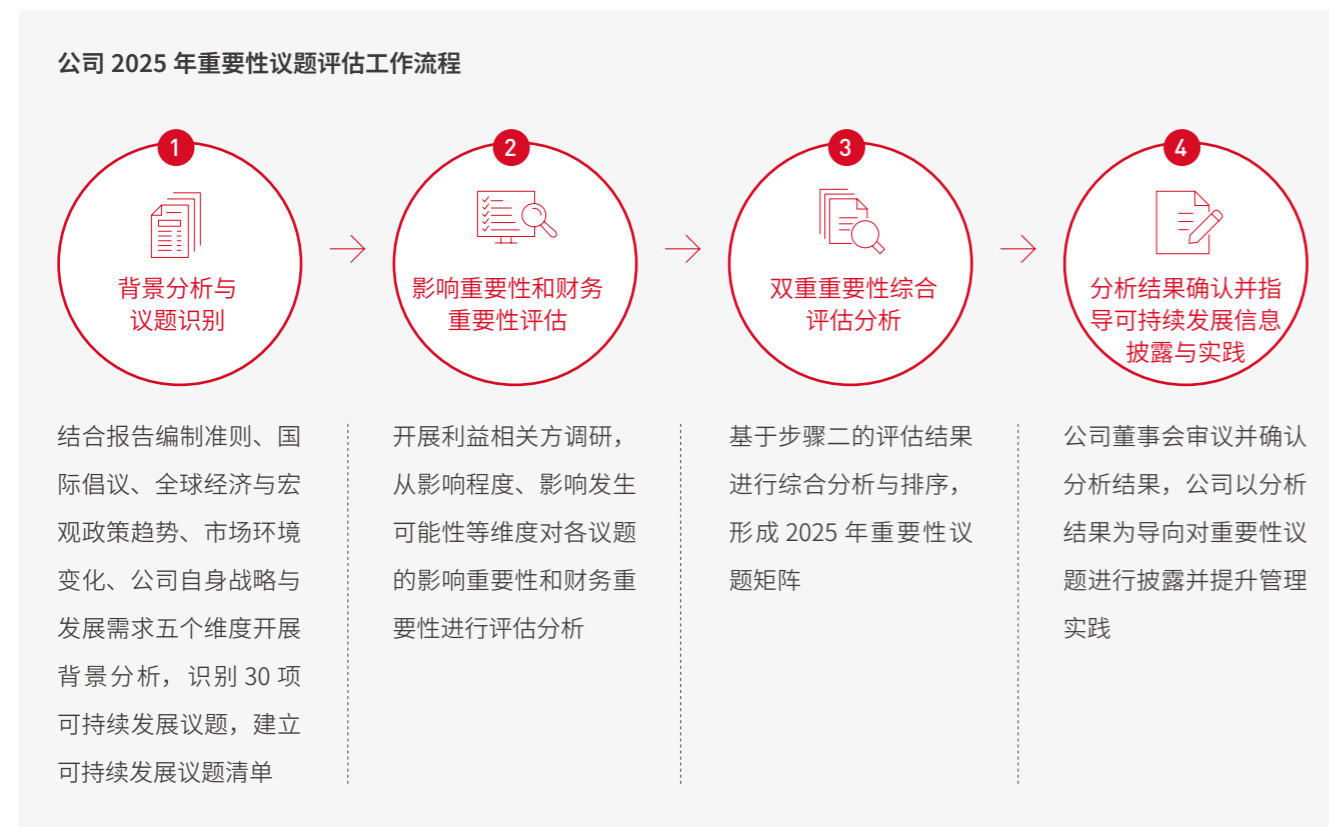 公司 2025 年重要性议题评估工作流程
1
背景分析与
议题识别
结合报告编制准则、国
际倡议、全球经济与宏
观政策趋势、市场环境
变化、公司自身战略与
发展需求五个维度开展
背景分析，识别 30 项
可持续发展议题，建立
可持续发展议题清单
2
影响重要性和财务
重要性评估
开展利益相关方调研，
从影响程度、影响发生
可能性等维度对各议题
的影响重要性和财务重
要性进行评估分析
3
双重重要性综合
评估分析
基于步骤二的评估结果
进行综合分析与排序，
形成 2025 年重要性议
题矩阵
4
分析结果确认并指
导可持续发展信息
披露与实践
公司董事会审议并确认
分析结果，公司以分析
结果为导向对重要性议
题进行披露并提升管理
实践